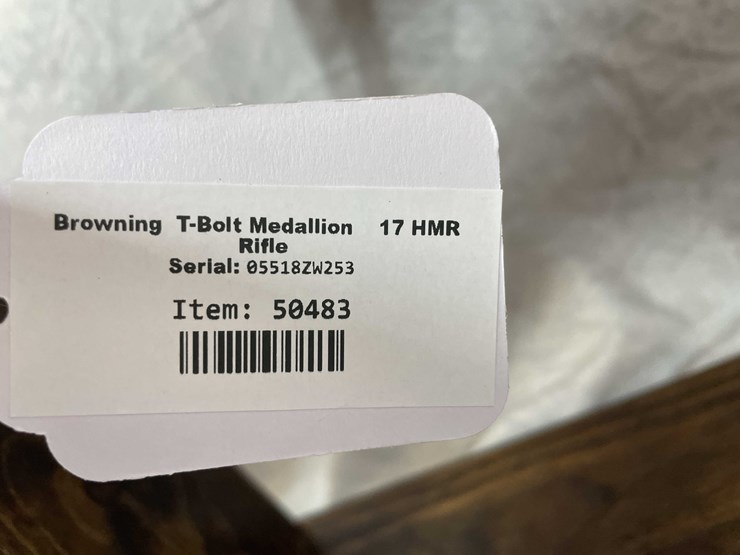 Browning T-Bolt Medallion 17 HMR
Rifle
Serial: 05518ZW253
Item: 50483